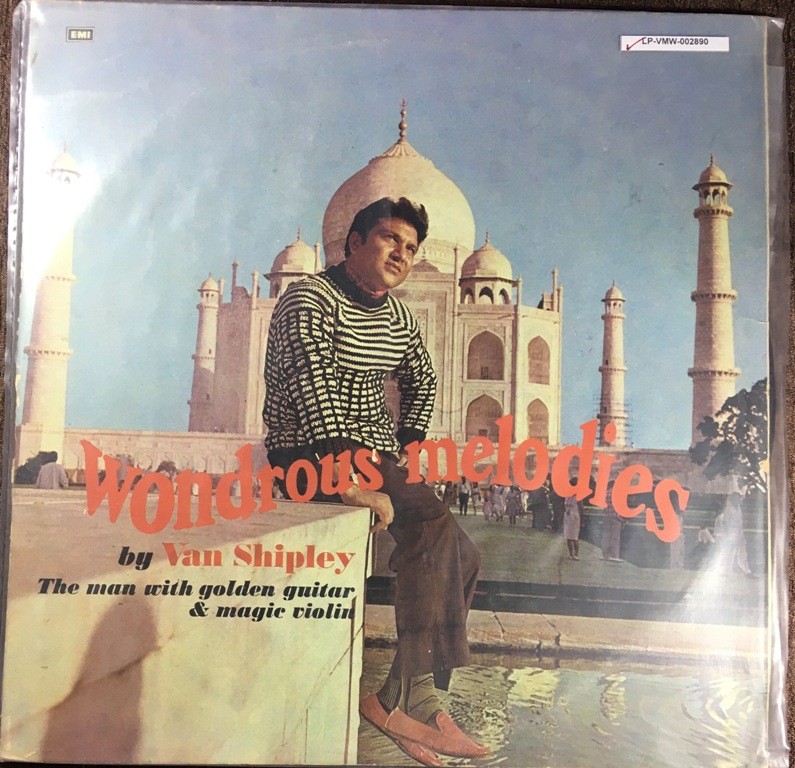 EMI
LP-VMW-002890
Wondrous melodies
by Van Shipley
The man with golden guitar
& magic violin